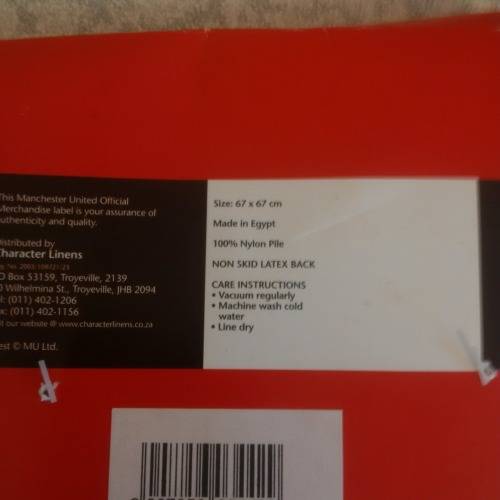 This Manchester United Official
Merchandise label is your assurance of
authenticity and quality.
Distributed by
Character Linens
PO Box 53159, Troyeville, 2139
Wilhelmina St., Troyeville, JHB 2094
(011) 402-1206
(011) 402-1156
our website @ www.characterlinens.co.za
© MU Ltd.
Size: 67 x 67 cm
Made in Egypt
100% Nylon Pile
NON SKID LATEX BACK
CARE INSTRUCTIONS
• Vacuum regularly
• Machine wash cold
water
• Line dry